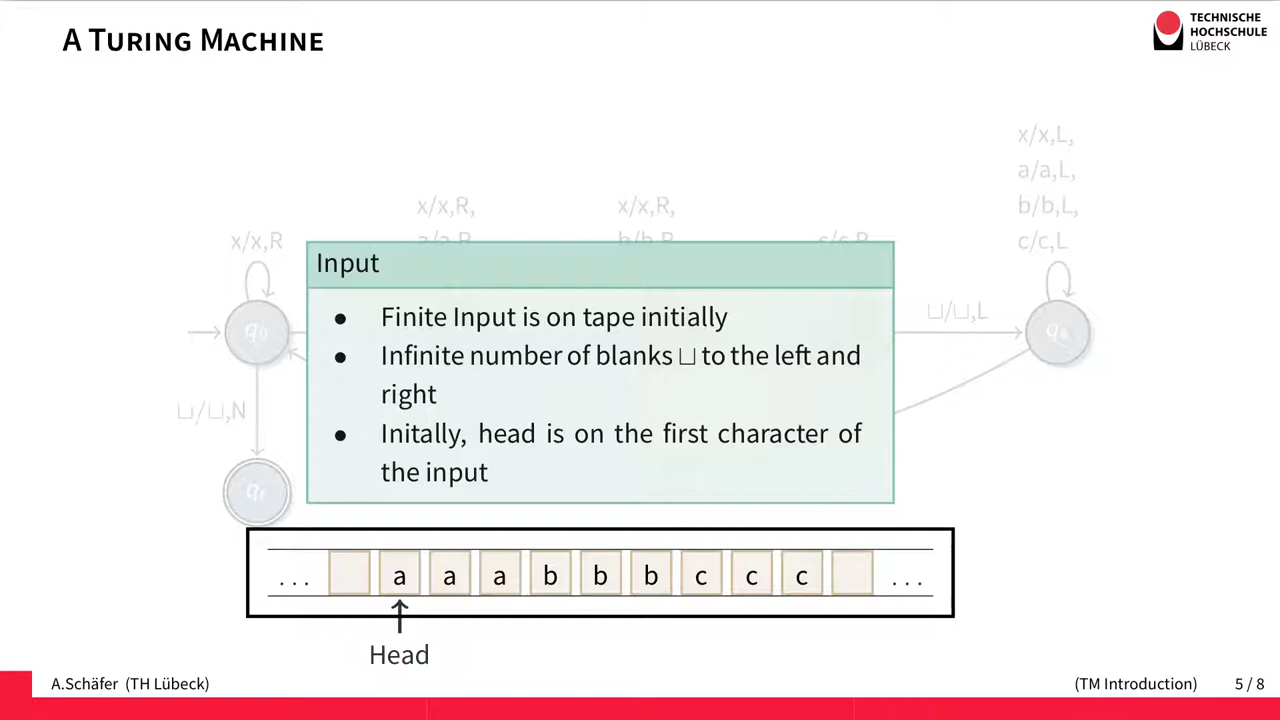 A TURING MACHINE
TECHNISCHE
HOCHSCHULE
LÜBECK
x/x,L,
a/a,L,
b/b,L,
c/c,L
x/x,R,
x/x,R,
x/x,R
a/a,R
b/b,R
c/c,R
Input
● Finite Input is on tape initially
● Infinite number of blanks ⊔ to the left and
right
● Initally, head is on the first character of
the input
q₀
⊔/⊔,L
⊔/⊔,N
... a a a b b b c c c ...
Head
A.Schäfer (TH Lübeck)
(TM Introduction)
5 / 8